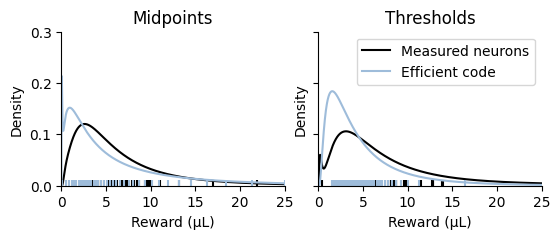 Midpoints
Thresholds
0.3
0.2
0.1
0.0
Density
0
5
10
15
20
25
Reward (µL)
Density
0
5
10
15
20
25
Reward (µL)
Measured neurons
Efficient code